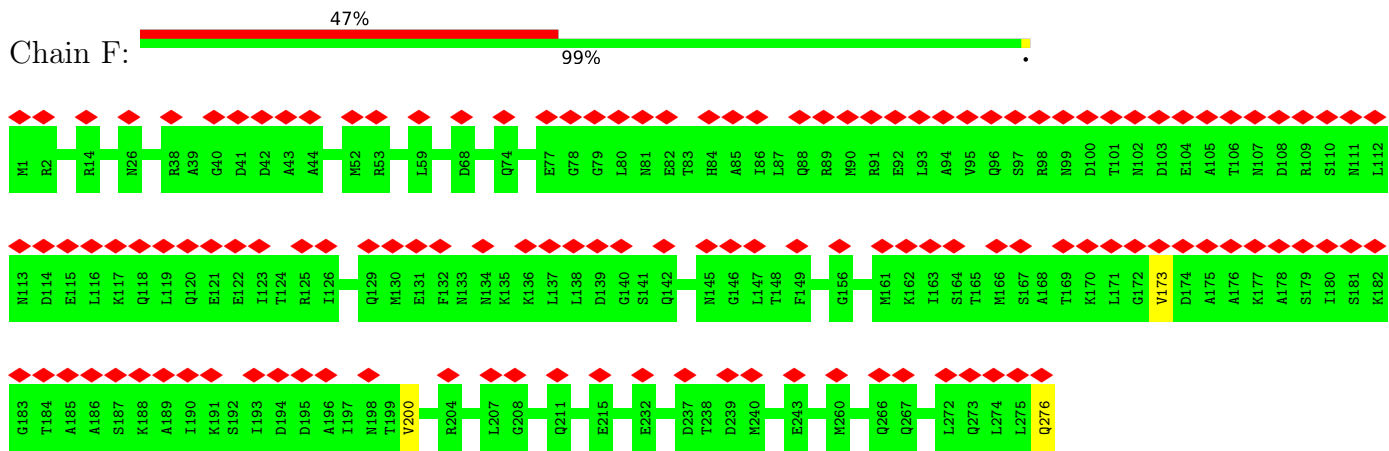 47%
Chain F:
99%
.
M1 R2 R14 N26 R38 A39 G40 D41 D42 A43 A44 M52 R53 L59 D68 Q74 E77 G78 G79 L80 N81 E82 T83 H84 A85 I86 L87 Q88 R89 M90 R91 E92 L93 A94 V95 Q96 S97 R98 N99 D100 T101 N102 D103 E104 A105 T106 N107 D108 R109 S110 N111 L112
N113 D114 E115 L116 K117 Q118 L119 Q120 E121 E122 I123 T124 R125 I126 Q129 M130 E131 F132 N133 N134 K135 K136 L137 L138 D139 G140 S141 Q142 N145 G146 L147 T148 F149 G156 M161 K162 I163 S164 T165 M166 S167 A168 T169 K170 L171 G172 V173 D174 A175 A176 K177 A178 S179 I180 S181 K182
G183 T184 A185 A186 S187 K188 A189 I190 K191 S192 I193 D194 D195 A196 I197 N198 T199 V200 R204 L207 G208 Q211 E215 E232 D237 T238 D239 M240 E243 M260 Q266 Q267 L272 Q273 L274 L275 Q276